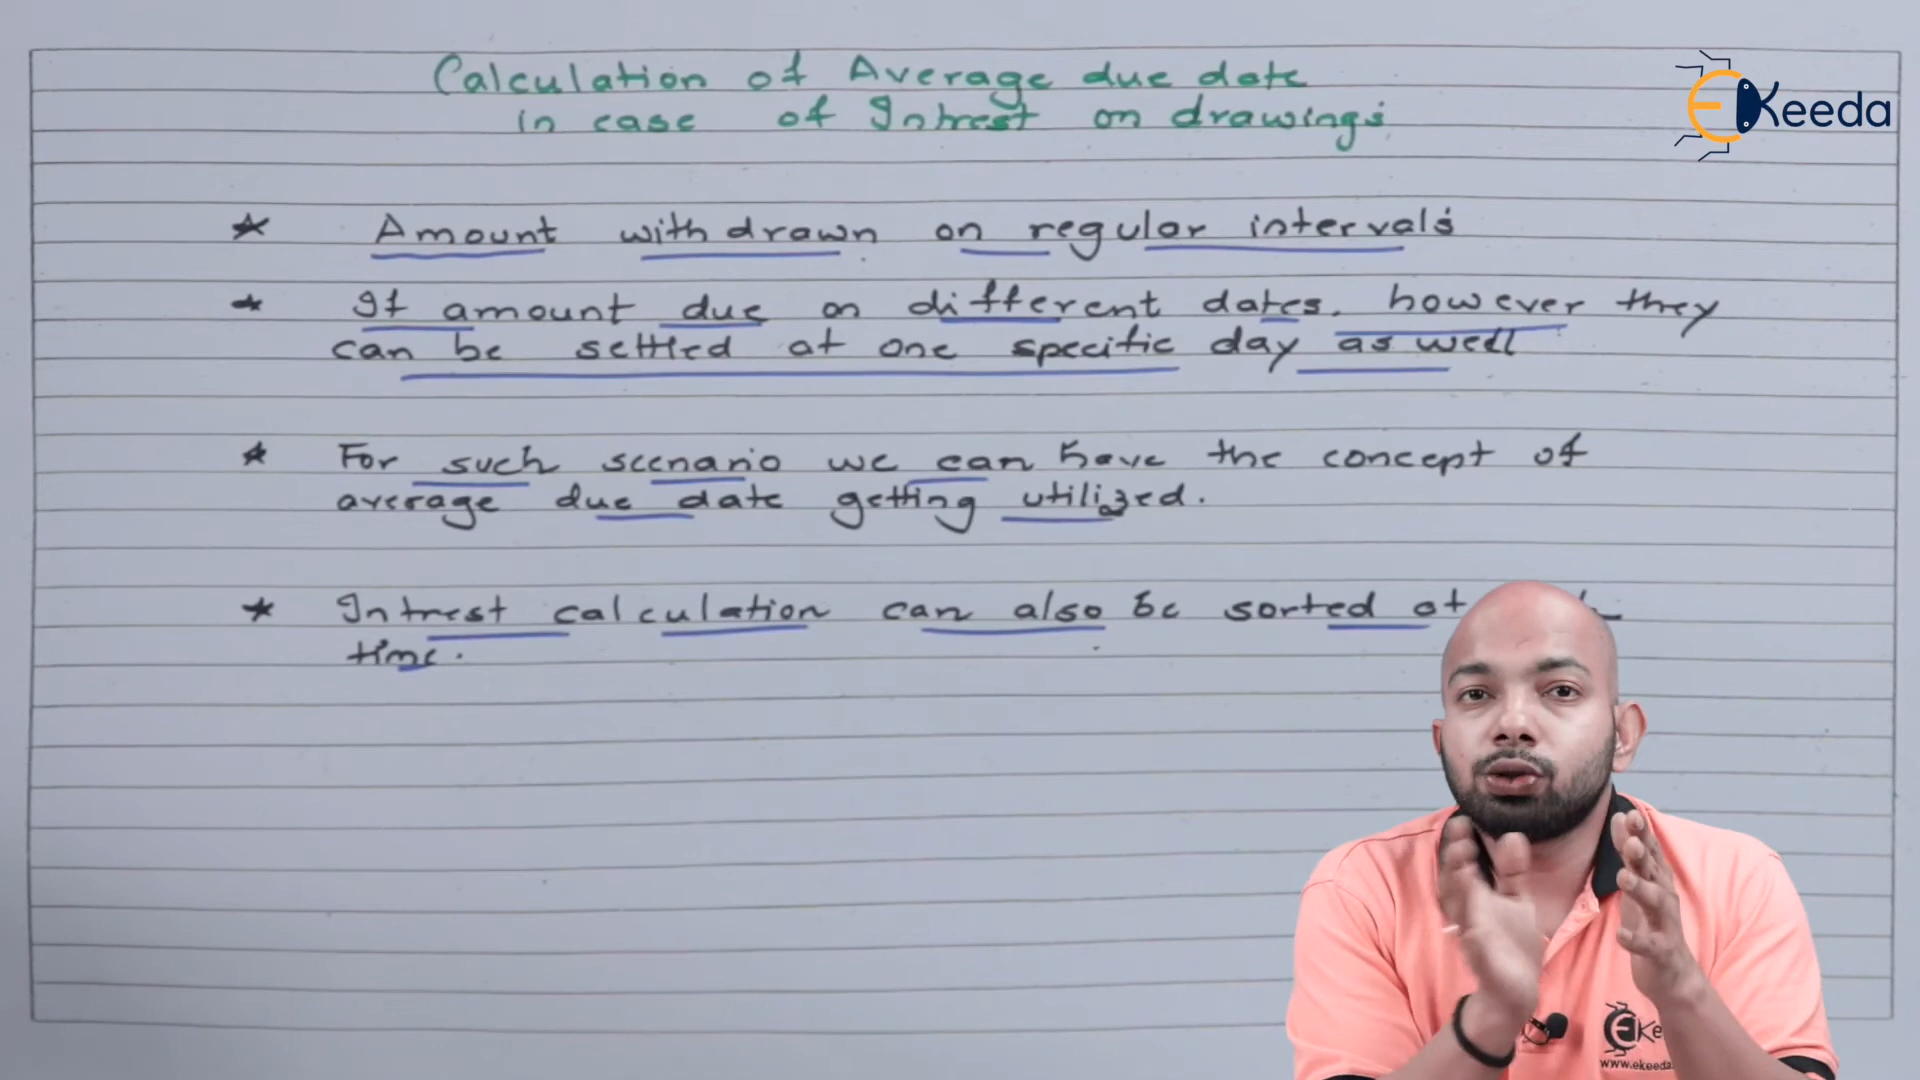 Calculation of Average due date
in case of Intrest on drawings
EKeeda
* Amount withdrawn on regular intervals
* If amount due on different dates. however they
can be settled at one specific day as well
* For such scenario we can have the concept of
average due date getting utilized.
* Intrest calculation can also be sorted at
time.
EKe
www.ekeeda